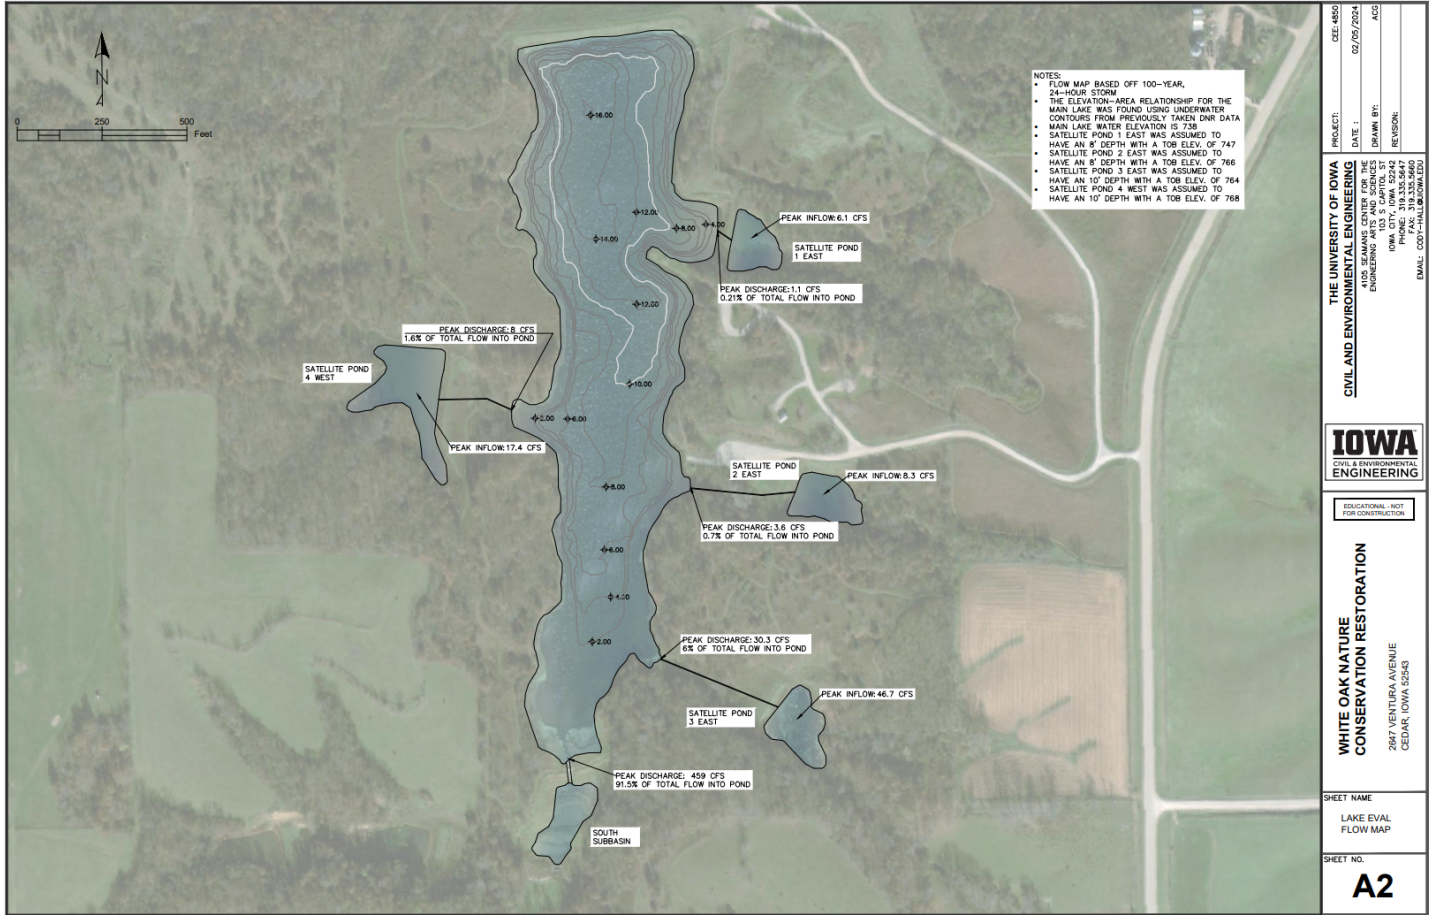 N
0
250
500
Feet
NOTES:
• FLOW MAP BASED OFF 100-YEAR,
24-HOUR STORM
• THE ELEVATION-AREA RELATIONSHIP FOR THE
MAIN LAKE WAS FOUND USING UNDERWATER
CONTOURS FROM PREVIOUSLY TAKEN DNR DATA
• MAIN LAKE WATER ELEVATION IS 738
• SATELLITE POND 1 EAST WAS ASSUMED TO
HAVE AN 8' DEPTH WITH A TOB ELEV. OF 747
• SATELLITE POND 2 EAST WAS ASSUMED TO
HAVE AN 8' DEPTH WITH A TOB ELEV. OF 766
• SATELLITE POND 3 EAST WAS ASSUMED TO
HAVE AN 10' DEPTH WITH A TOB ELEV. OF 764
• SATELLITE POND 4 WEST WAS ASSUMED TO
HAVE AN 10' DEPTH WITH A TOB ELEV. OF 768
16.00
12.00
8.00
4.00
14.00
PEAK INFLOW: 6.1 CFS
SATELLITE POND
1 EAST
PEAK DISCHARGE: 1.1 CFS
0.21% OF TOTAL FLOW INTO POND
12.00
PEAK DISCHARGE: 8 CFS
1.6% OF TOTAL FLOW INTO POND
SATELLITE POND
4 WEST
10.00
2.00
6.00
PEAK INFLOW: 17.4 CFS
SATELLITE POND
2 EAST
PEAK INFLOW: 8.3 CFS
8.00
PEAK DISCHARGE: 3.6 CFS
0.7% OF TOTAL FLOW INTO POND
6.00
4.00
2.00
PEAK DISCHARGE: 30.3 CFS
6% OF TOTAL FLOW INTO POND
PEAK INFLOW: 46.7 CFS
SATELLITE POND
3 EAST
PEAK DISCHARGE: 459 CFS
91.5% OF TOTAL FLOW INTO POND
SOUTH
SUBBASIN
PROJECT: CEE: 4850
DATE : 02/05/2024
DRAWN BY: ACG
REVISION:
THE UNIVERSITY OF IOWA
CIVIL AND ENVIRONMENTAL ENGINEERING
4105 SEAMANS CENTER FOR THE
ENGINEERING ARTS AND SCIENCES
103 S CAPITOL ST
IOWA CITY, IOWA 52242
PHONE: 319.335.5647
FAX: 319.335.5660
EMAIL: CODY-HALL@UIOWA.EDU
IOWA
CIVIL & ENVIRONMENTAL
ENGINEERING
EDUCATIONAL - NOT
FOR CONSTRUCTION
WHITE OAK NATURE
CONSERVATION RESTORATION
2647 VENTURA AVENUE
CEDAR, IOWA 52543
SHEET NAME
LAKE EVAL
FLOW MAP
SHEET NO.
A2